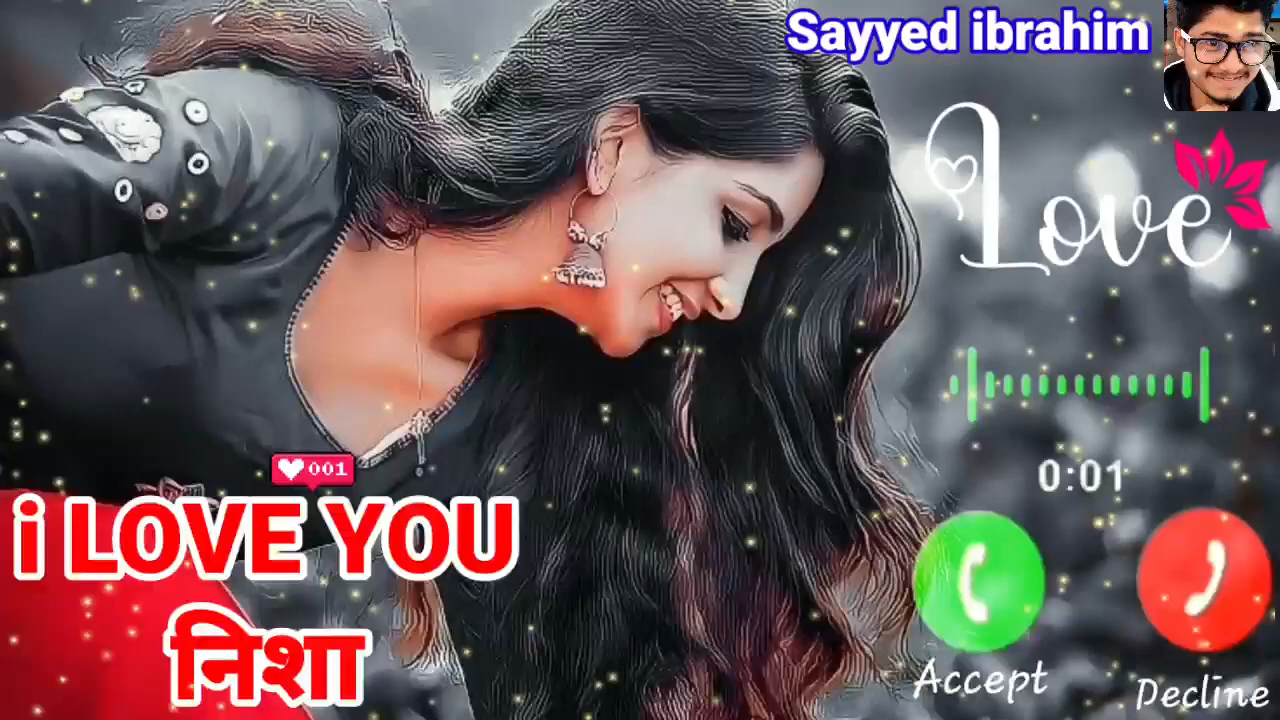 Sayyed ibrahim
Love
001
0:01
i LOVE YOU
निशा
Accept
Decline